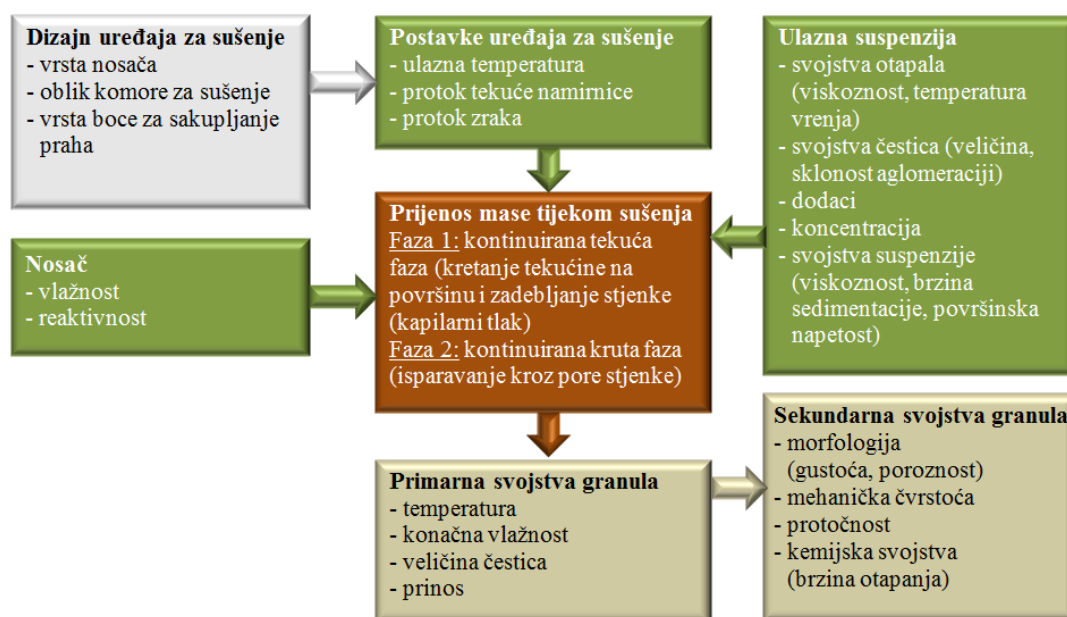 Dizajn uređaja za sušenje
- vrsta nosača
- oblik komore za sušenje
- vrsta boce za sakupljanje
praha
Postavke uređaja za sušenje
- ulazna temperatura
- protok tekuće namirnice
- protok zraka
Ulazna suspenzija
- svojstva otapala
(viskoznost, temperatura
vrenja)
- svojstva čestica (veličina,
sklonost aglomeraciji)
- dodaci
- koncentracija
- svojstva suspenzije
(viskoznost, brzina
sedimentacije, površinska
napetost)
Nosač
- vlažnost
- reaktivnost
Prijenos mase tijekom sušenja
Faza 1: kontinuirana tekuća
faza (kretanje tekućine na
površinu i zadebljanje stjenke
(kapilarni tlak)
Faza 2: kontinuirana kruta faza
(isparavanje kroz pore stjenke)
Primarna svojstva granula
- temperatura
- konačna vlažnost
- veličina čestica
- prinos
Sekundarna svojstva granula
- morfologija
(gustoća, poroznost)
- mehanička čvrstoća
- protočnost
- kemijska svojstva
(brzina otapanja)